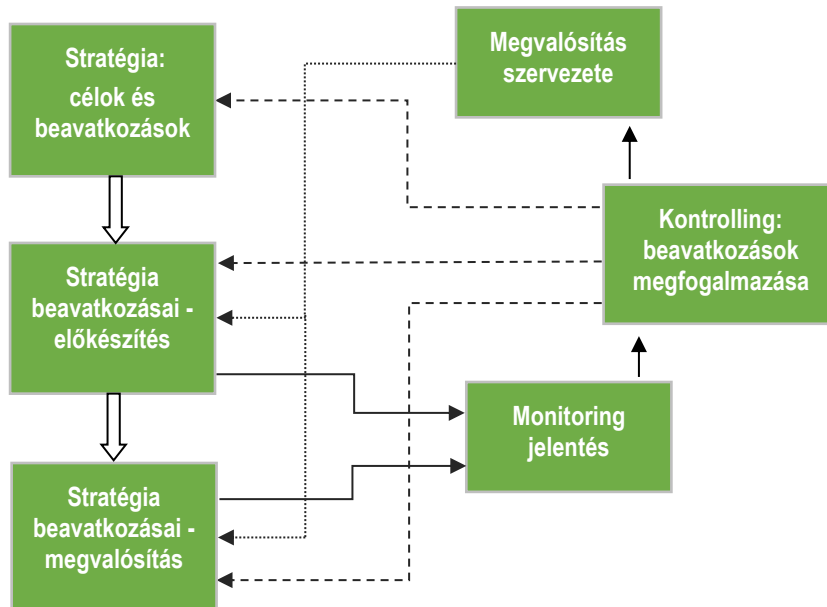 Stratégia:
célok és
beavatkozások
Megvalósítás
szervezete
Kontrolling:
beavatkozások
megfogalmazása
Stratégia
beavatkozásai -
előkészítés
Monitoring
jelentés
Stratégia
beavatkozásai -
megvalósítás